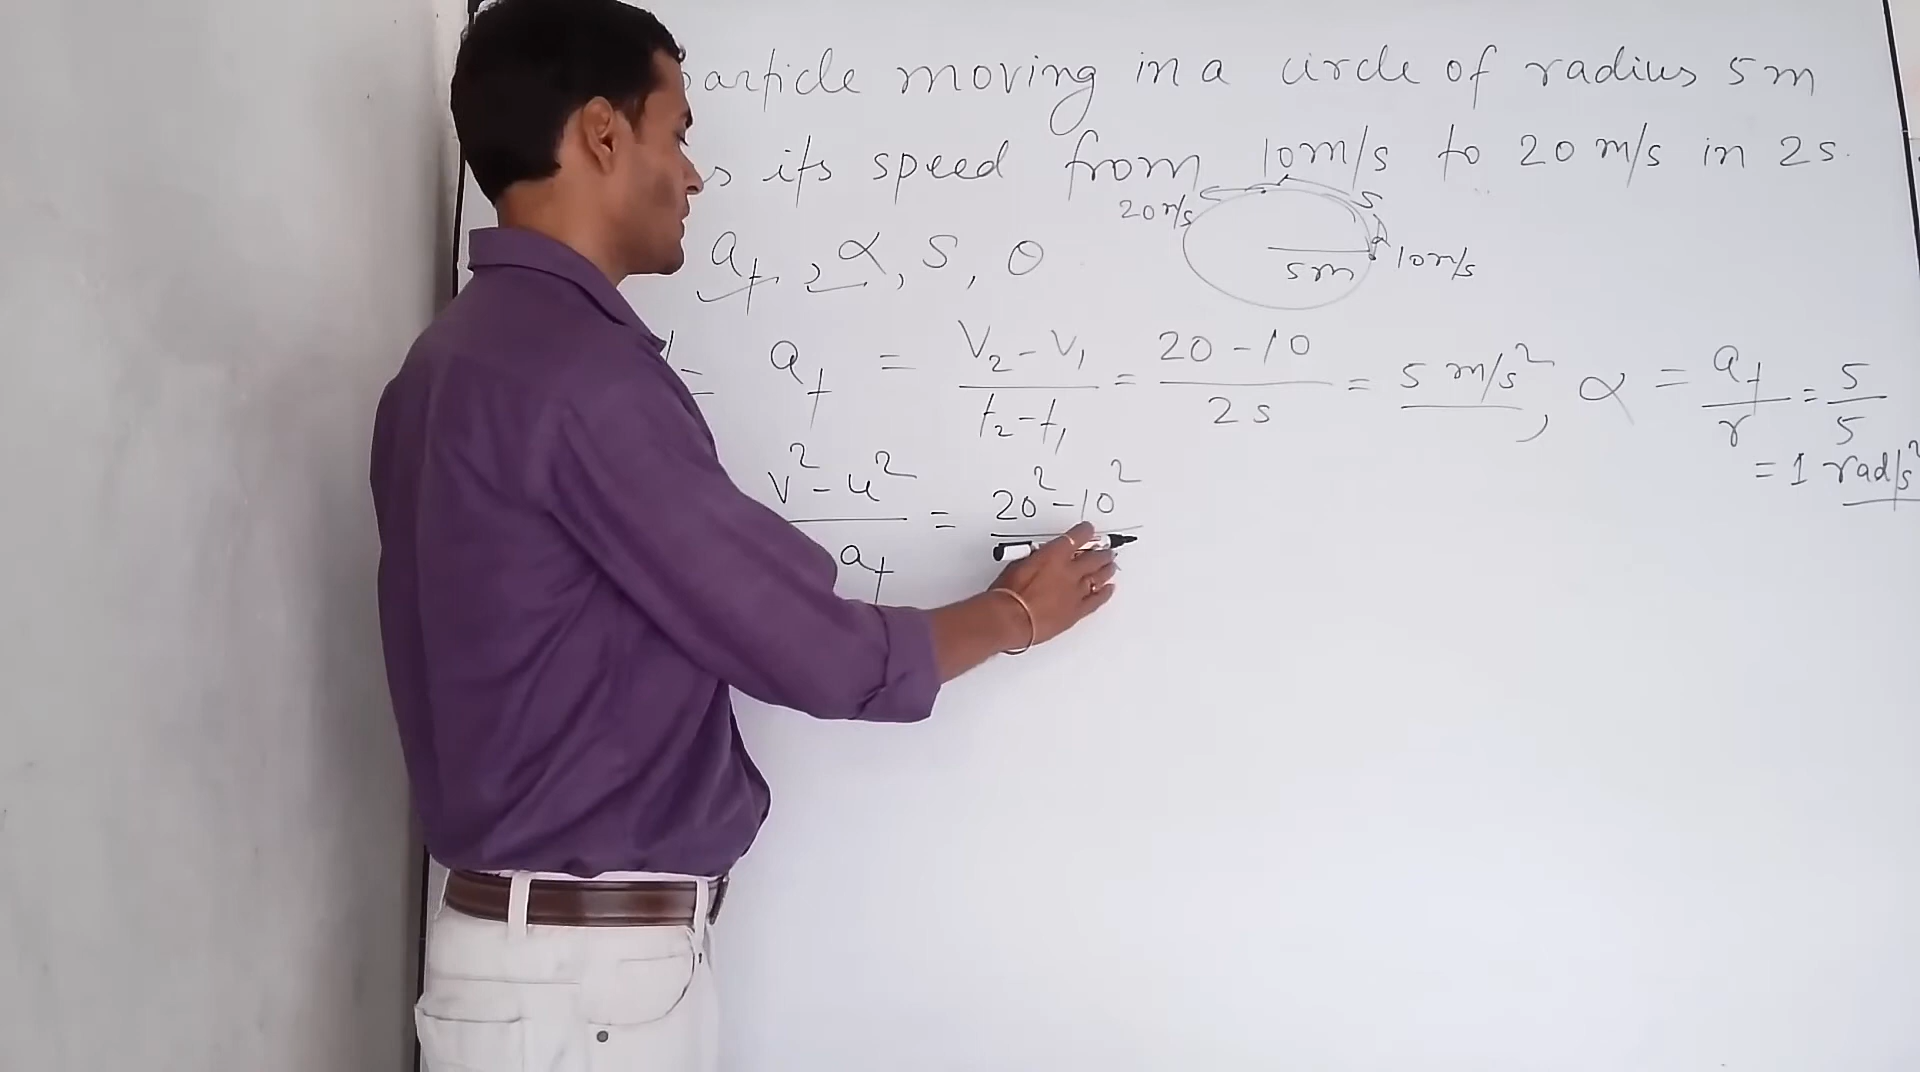 particle moving in a circle of radius 5m
s its speed from 10m/s to 20 m/s in 2s.
20m/s
s
5m
10m/s
a_t, α, s, θ
= a_t = (v_2 - v_1)/(t_2 - t_1) = (20 - 10)/(2s) = 5 m/s^2, α = a_t/r = 5/5
= 1 rad/s^2
v^2 - u^2 / a_t = 20^2 - 10^2